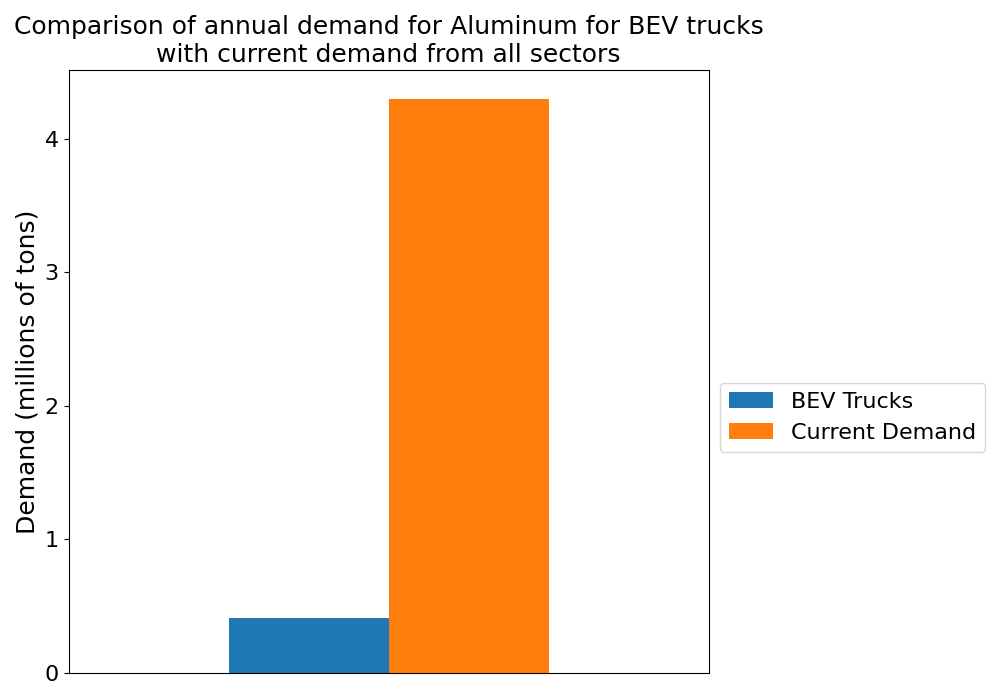 Comparison of annual demand for Aluminum for BEV trucks
with current demand from all sectors
Demand (millions of tons)
4
3
2
1
0
BEV Trucks
Current Demand